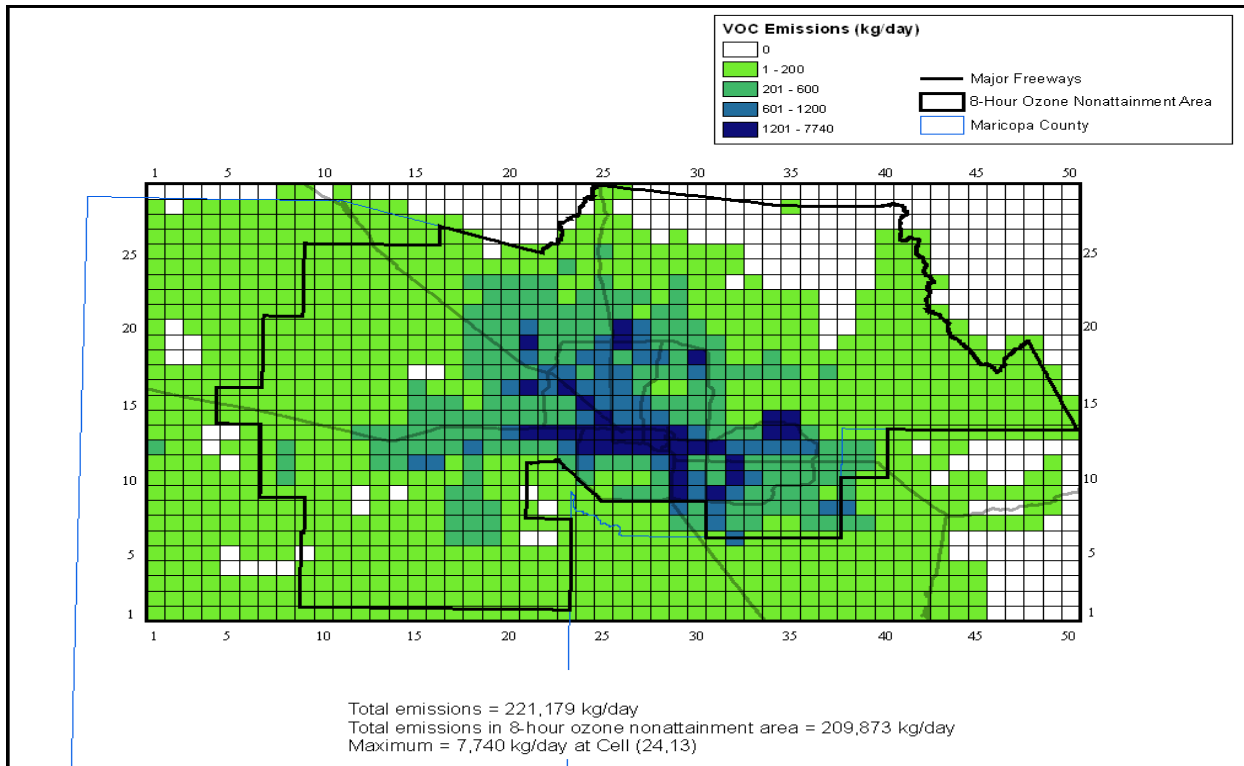 VOC Emissions (kg/day)
0
1 - 200
201 - 600
601 - 1200
1201 - 7740
Major Freeways
8-Hour Ozone Nonattainment Area
Maricopa County
1 5 10 15 20 25 30 35 40 45 50
25 25
20 20
15 15
10 10
5 5
1 1
1 5 10 15 20 25 30 35 40 45 50
Total emissions = 221,179 kg/day
Total emissions in 8-hour ozone nonattainment area = 209,873 kg/day
Maximum = 7,740 kg/day at Cell (24,13)